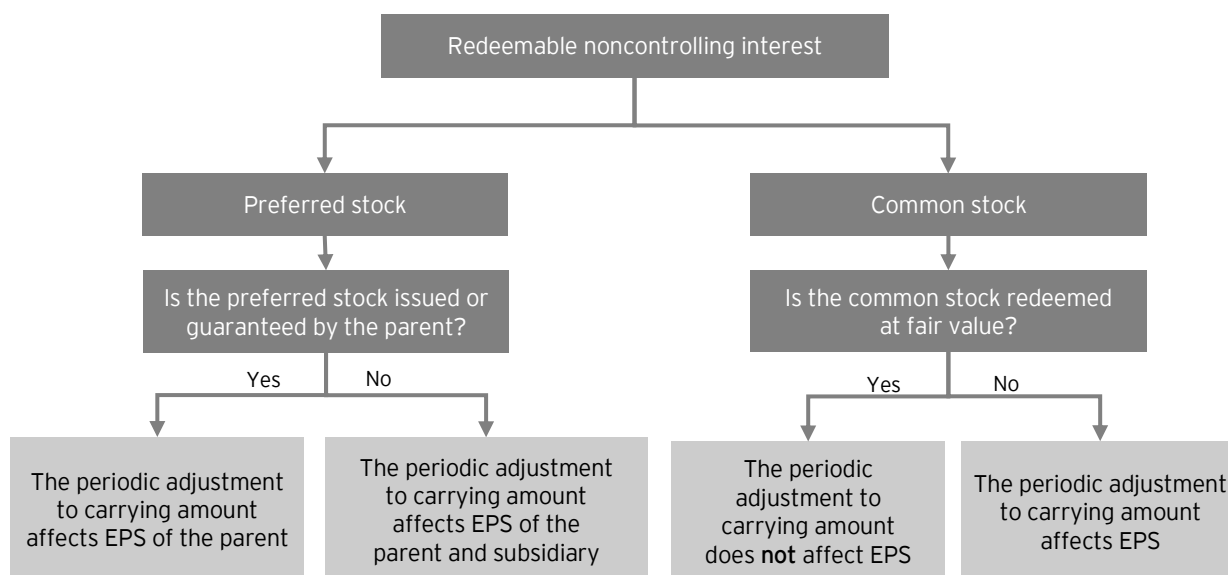 Redeemable noncontrolling interest
Preferred stock
Common stock
Is the preferred stock issued or
guaranteed by the parent?
Is the common stock redeemed
at fair value?
Yes
No
Yes
No
The periodic adjustment
to carrying amount
affects EPS of the parent
The periodic adjustment
to carrying amount
affects EPS of the
parent and subsidiary
The periodic
adjustment to
carrying amount
does not affect EPS
The periodic adjustment
to carrying amount
affects EPS